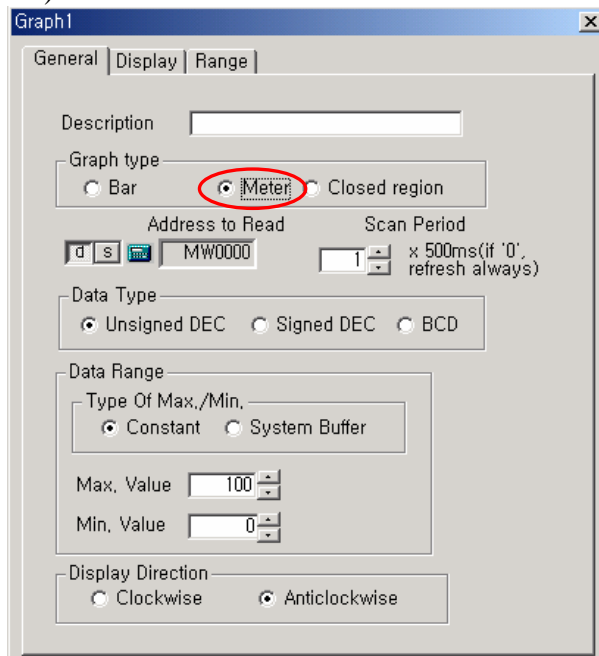 Graph1
General Display Range
Description
Graph type
Bar Meter Closed region
Address to Read Scan Period
d s MW0000 1 x 500ms(if '0',
refresh always)
Data Type
Unsigned DEC Signed DEC BCD
Data Range
Type Of Max,/Min,
Constant System Buffer
Max, Value 100
Min, Value 0
Display Direction
Clockwise Anticlockwise